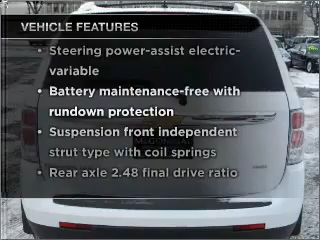 VEHICLE FEATURES
• Steering power-assist electric-
variable
• Battery maintenance-free with
rundown protection
• Suspension front independent
strut type with coil springs
• Rear axle 2.48 final drive ratio